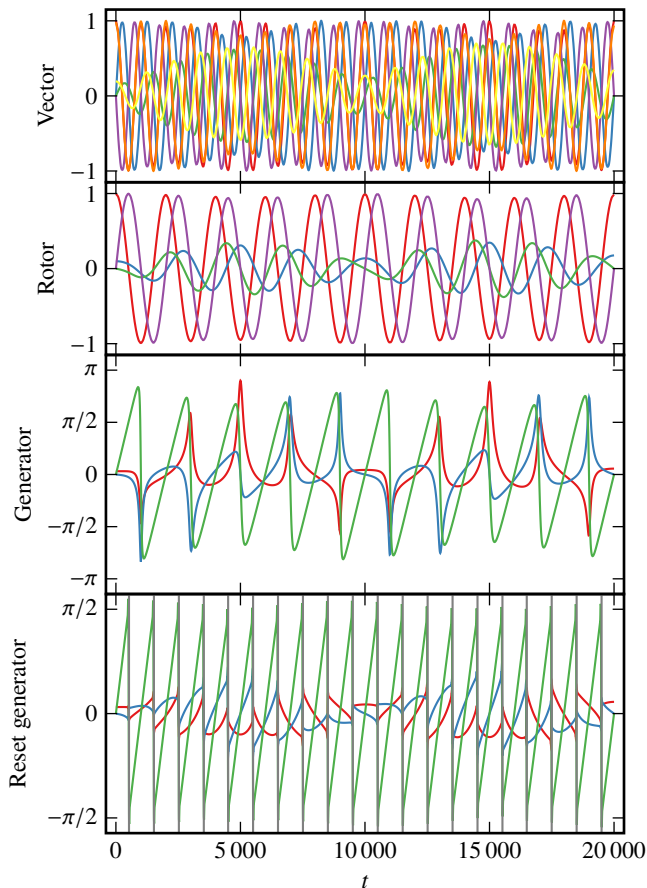 1
0
−1
Vector
1
0
−1
Rotor
π
π/2
0
−π/2
−π
Generator
π/2
0
−π/2
Reset generator
0 5 000 10 000 15 000 20 000
t